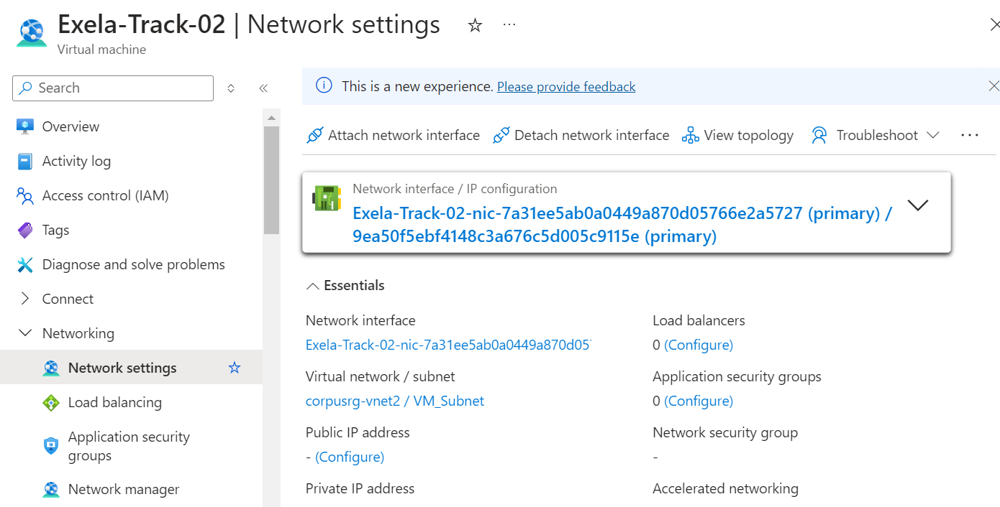 Exela-Track-02 | Network settings
Virtual machine
Search
Overview
Activity log
Access control (IAM)
Tags
Diagnose and solve problems
Connect
Networking
Network settings
Load balancing
Application security
groups
Network manager
This is a new experience. Please provide feedback
Attach network interface Detach network interface View topology Troubleshoot
Network interface / IP configuration
Exela-Track-02-nic-7a31ee5ab0a0449a870d05766e2a5727 (primary) /
9ea50f5ebf4148c3a676c5d005c9115e (primary)
Essentials
Network interface
Exela-Track-02-nic-7a31ee5ab0a0449a870d05
Virtual network / subnet
corpusrg-vnet2 / VM_Subnet
Public IP address
- (Configure)
Private IP address
Load balancers
0 (Configure)
Application security groups
0 (Configure)
Network security group
-
Accelerated networking